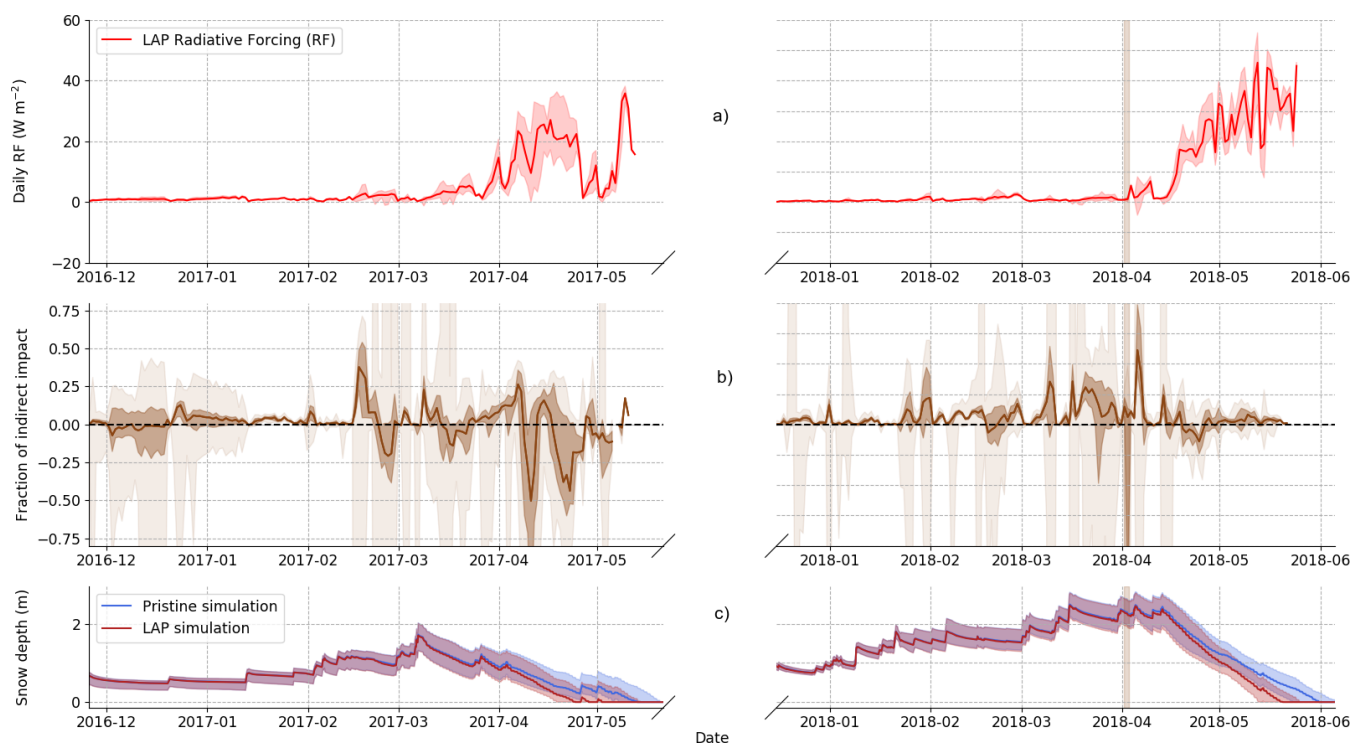 60
40
20
0
−20
Daily RF (W m−2)
LAP Radiative Forcing (RF)
a)
2016-12 2017-01 2017-02 2017-03 2017-04 2017-05
2018-01 2018-02 2018-03 2018-04 2018-05 2018-06
0.75
0.50
0.25
0.00
−0.25
−0.50
−0.75
Fraction of indirect impact
b)
2016-12 2017-01 2017-02 2017-03 2017-04 2017-05
2018-01 2018-02 2018-03 2018-04 2018-05 2018-06
2
0
Snow depth (m)
Pristine simulation
LAP simulation
c)
2016-12 2017-01 2017-02 2017-03 2017-04 2017-05
2018-01 2018-02 2018-03 2018-04 2018-05 2018-06
Date